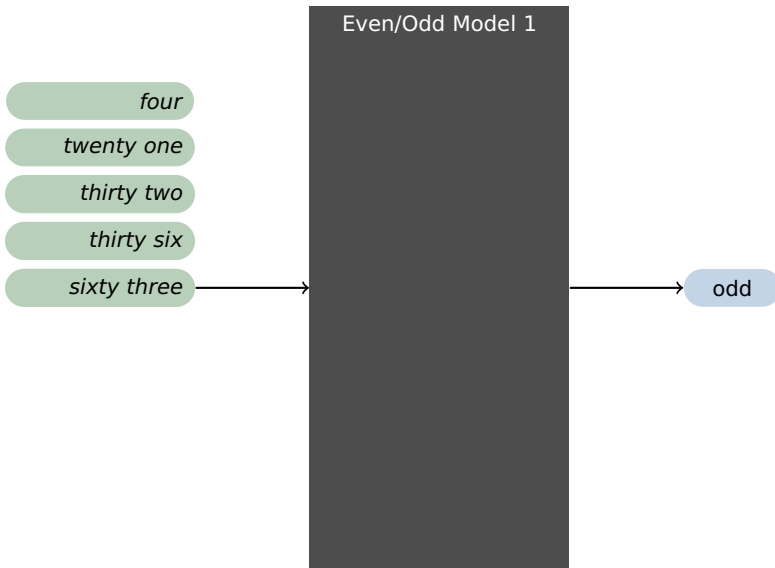 Even/Odd Model 1
four
twenty one
thirty two
thirty six
sixty three
odd